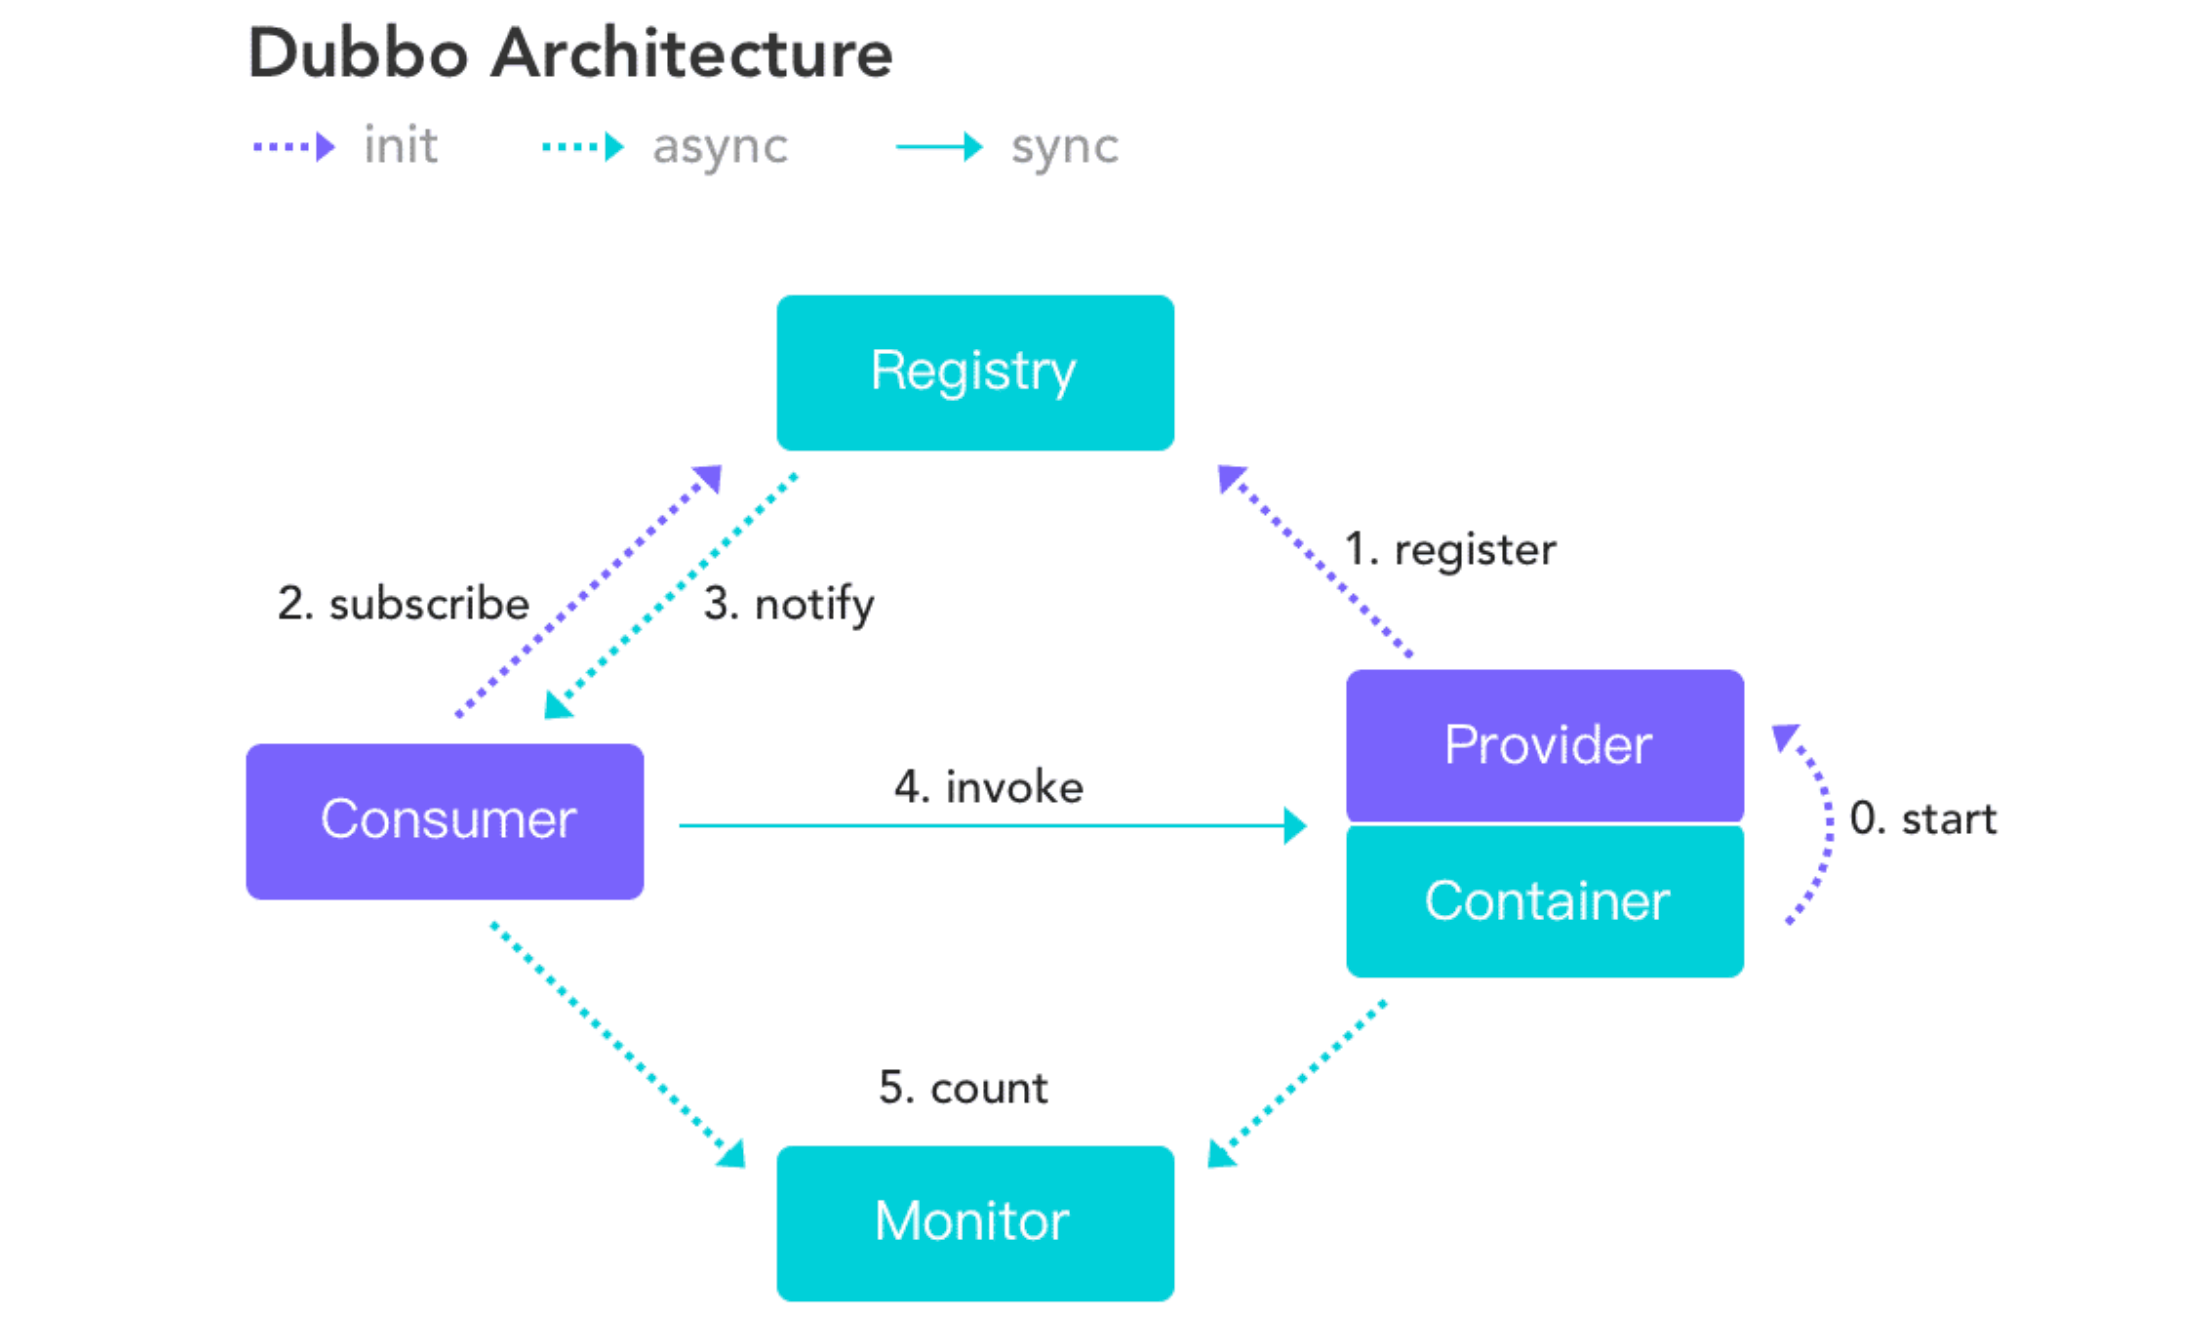 Dubbo Architecture
init async sync
Registry
1. register
2. subscribe
3. notify
Provider
4. invoke
Consumer
0. start
Container
5. count
Monitor